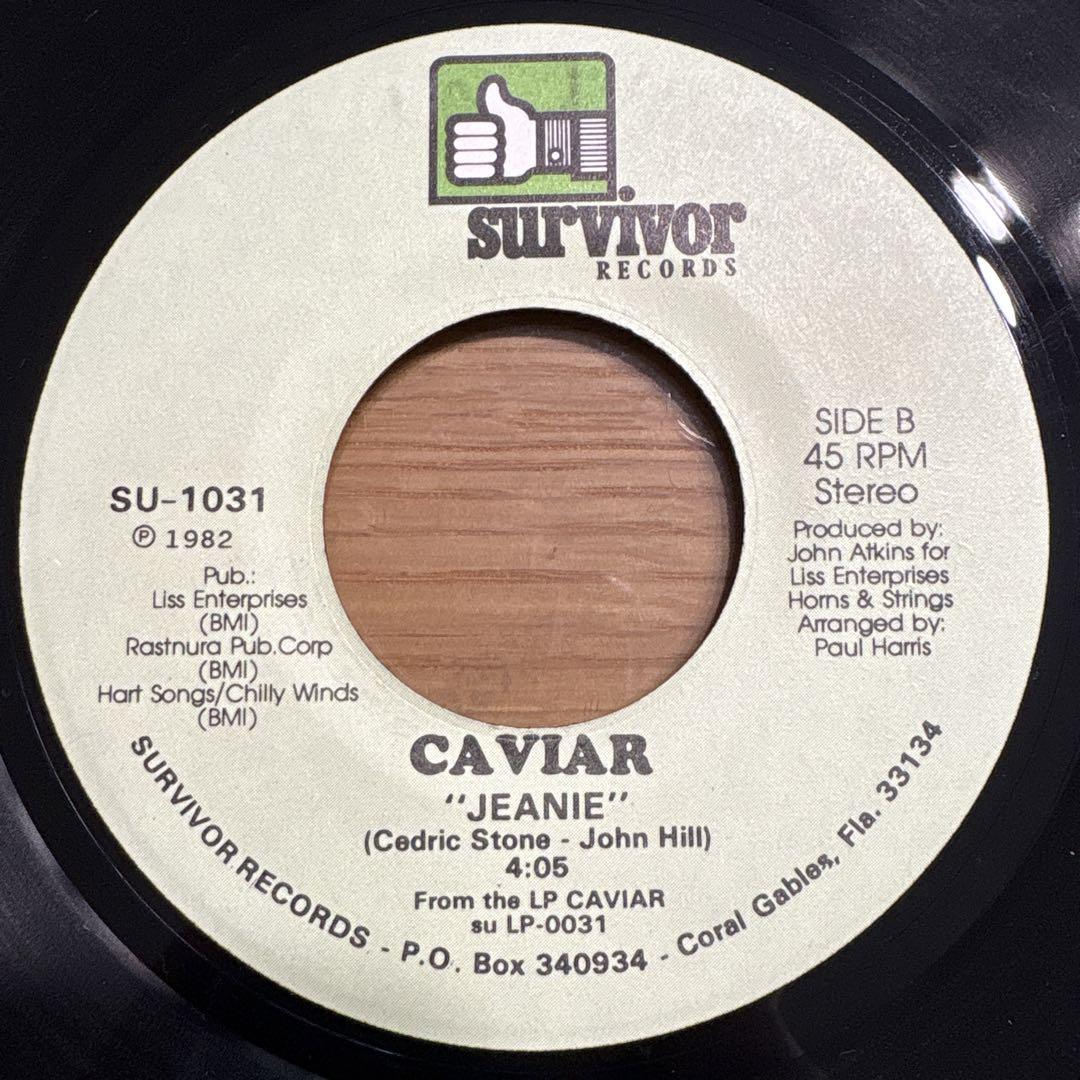 survivor
RECORDS
SIDE B
45 RPM
Stereo
Produced by:
John Atkins for
Liss Enterprises
Horns & Strings
Arranged by:
Paul Harris
SU-1031
℗ 1982
Pub.:
Liss Enterprises
(BMI)
Rastnura Pub.Corp
(BMI)
Hart Songs/Chilly Winds
(BMI)
CAVIAR
"JEANIE"
(Cedric Stone - John Hill)
4:05
From the LP CAVIAR
su LP-0031
SURVIVOR RECORDS - P.O. Box 340934 - Coral Gables, Fla. 33134